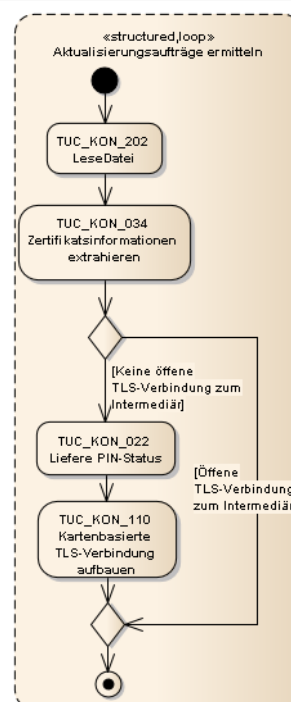 «structured,loop»
Aktualisierungsaufträge ermitteln
TUC_KON_202
LeseDatei
TUC_KON_034
Zertifikatsinformationen
extrahieren
[Keine öffene
TLS-Verbindung zum
Intermediär]
TUC_KON_022
Liefere PIN-Status
[Öffene
TLS-Verbindung
zum Intermediär
TUC_KON_110
Kartenbasierte
TLS-Verbindung
aufbauen